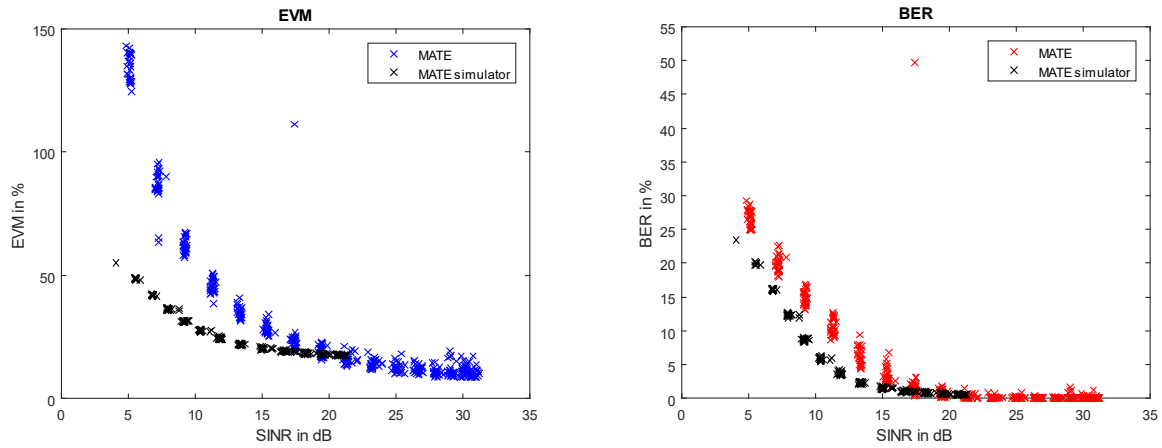 EVM
150
100
50
0
EVM in %
0 5 10 15 20 25 30 35
SINR in dB
MATE
MATE simulator
BER
55
50
45
40
35
30
25
20
15
10
5
0
BER in %
0 5 10 15 20 25 30 35
SINR in dB
MATE
MATE simulator